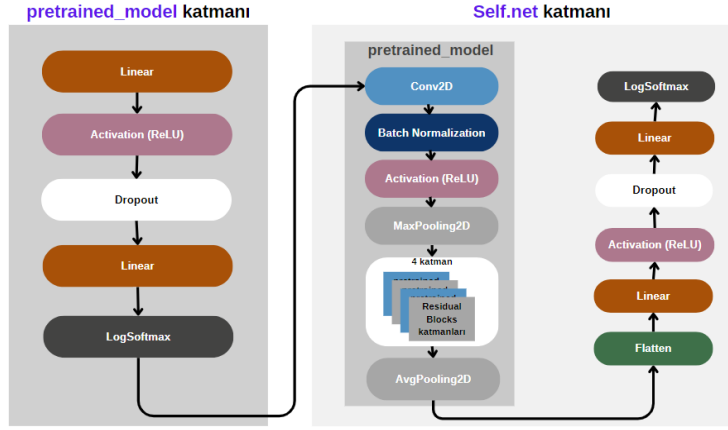 pretrained_model katmanı
Linear
Activation (ReLU)
Dropout
Linear
LogSoftmax
Self.net katmanı
pretrained_model
Conv2D
Batch Normalization
Activation (ReLU)
MaxPooling2D
4 katman
Residual
Blocks
katmanları
AvgPooling2D
LogSoftmax
Linear
Dropout
Activation (ReLU)
Linear
Flatten